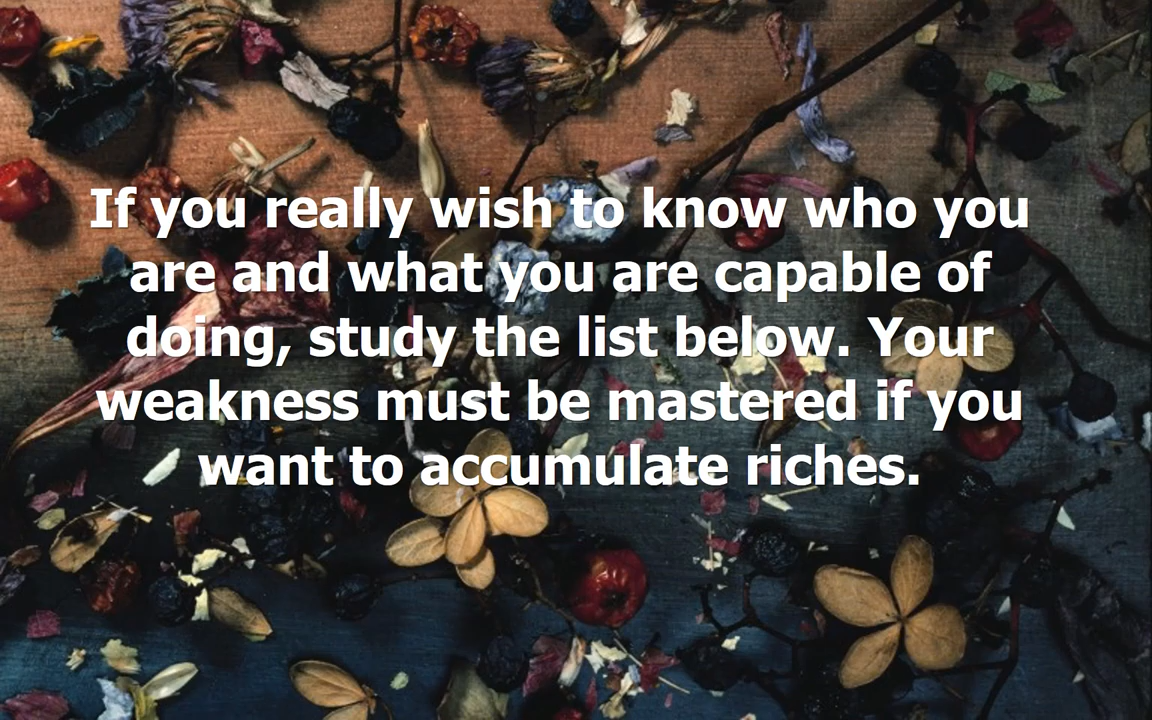 If you really wish to know who you
are and what you are capable of
doing, study the list below. Your
weakness must be mastered if you
want to accumulate riches.